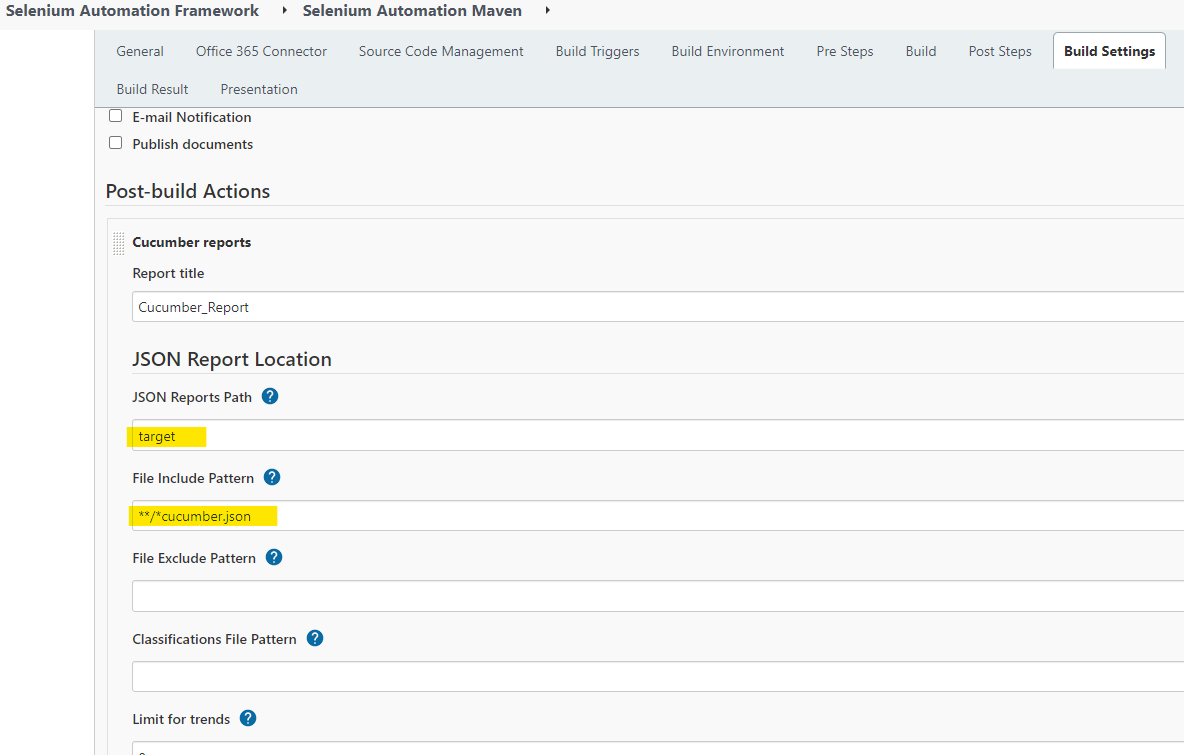 Selenium Automation Framework Selenium Automation Maven
General Office 365 Connector Source Code Management Build Triggers Build Environment Pre Steps Build Post Steps Build Settings
Build Result Presentation
E-mail Notification
Publish documents
Post-build Actions
Cucumber reports
Report title
Cucumber_Report
JSON Report Location
JSON Reports Path ?
target
File Include Pattern ?
**/*cucumber.json
File Exclude Pattern ?
Classifications File Pattern ?
Limit for trends ?